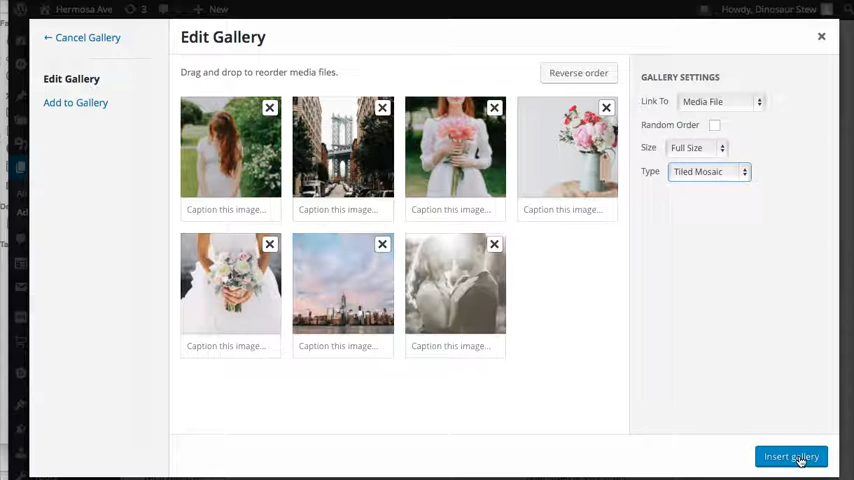 Hermosa Ave 3 + New Howdy, Dinosaur Stew
← Cancel Gallery
Edit Gallery
Add to Gallery
Edit Gallery
Drag and drop to reorder media files.
Reverse order
Caption this image... Caption this image... Caption this image... Caption this image...
Caption this image... Caption this image... Caption this image...
GALLERY SETTINGS
Link To Media File
Random Order
Size Full Size
Type Tiled Mosaic
Insert gallery